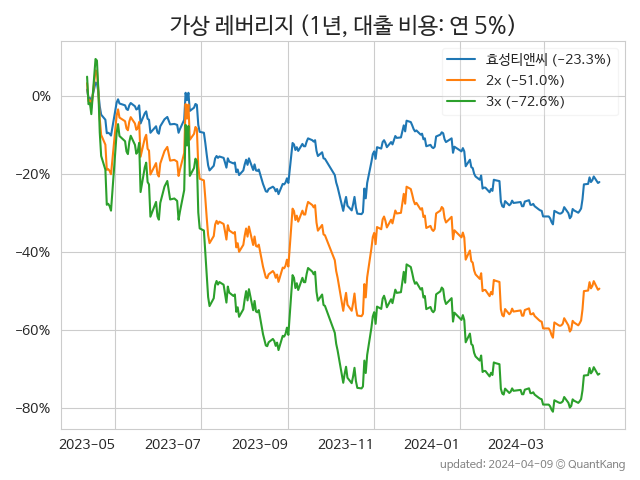 가상 레버리지 (1년, 대출 비용: 연 5%)
효성티앤씨 (−23.3%)
2x (−51.0%)
3x (−72.6%)
0%
−20%
−40%
−60%
−80%
2023-05 2023-07 2023-09 2023-11 2024-01 2024-03
updated: 2024-04-09 © QuantKang